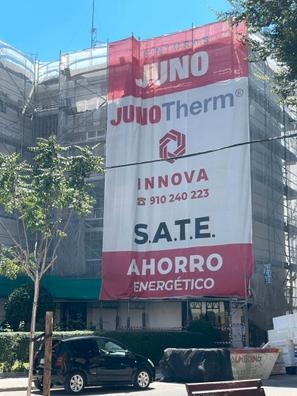 JUNO
JUNOTherm®
INNOVA
☎ 910 240 223
S.A.T.E.
AHORRO
ENERGÉTICO